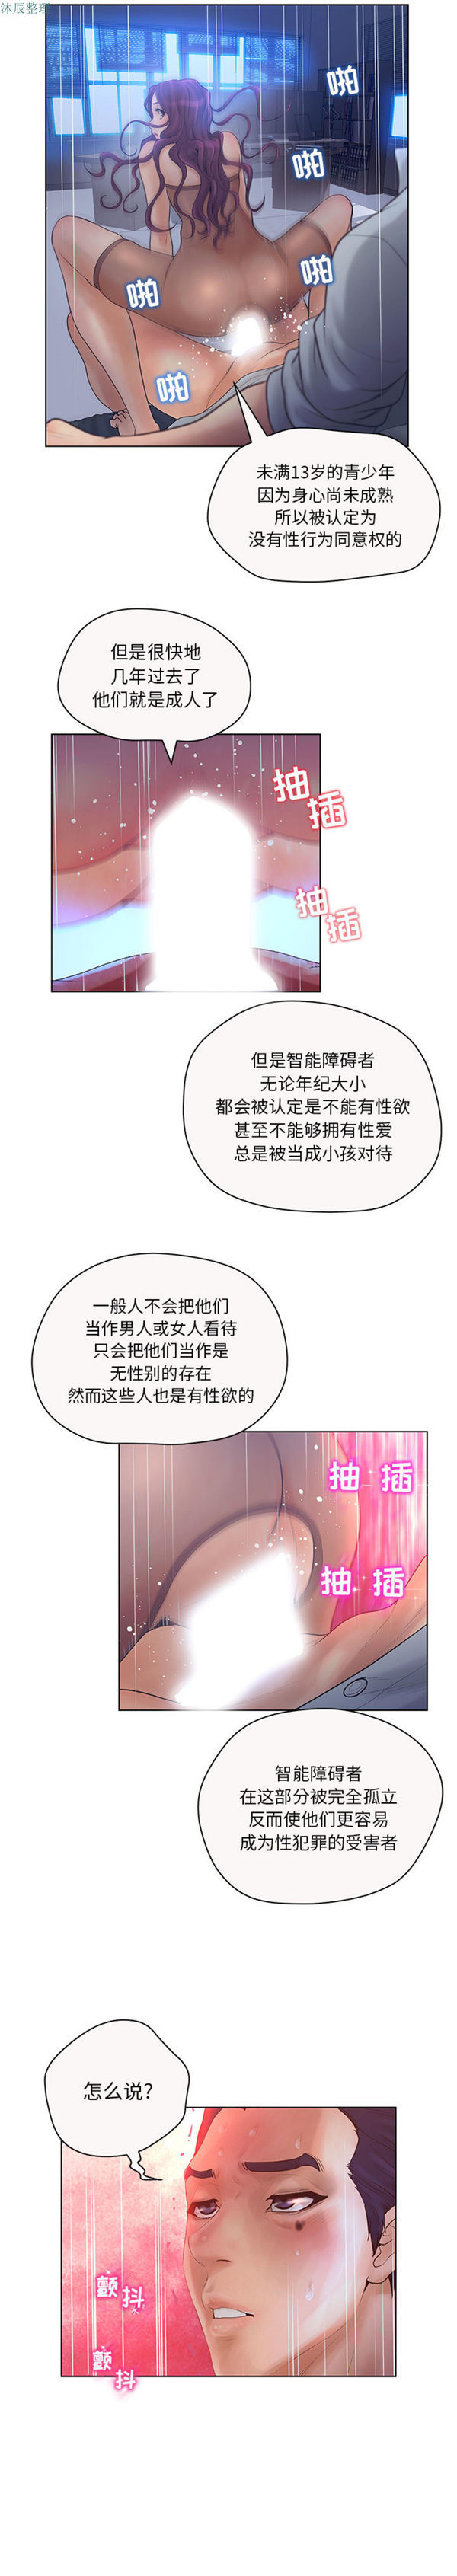 沐辰整理
啪
啪
啪
啪
啪
未满13岁的青少年
因为身心尚未成熟
所以被认定为
没有性行为同意权的
但是很快地
几年过去了
他们就是成人了
抽
插
抽
插
但是智能障碍者
无论年纪大小
都会被认定是不能有性欲
甚至不能够拥有性爱
总是被当成小孩对待
一般人不会把他们
当作男人或女人看待
只会把他们当作是
无性别的存在
然而这些人也是有性欲的
抽 插
抽 插
智能障碍者
在这部分被完全孤立
反而使他们更容易
成为性犯罪的受害者
怎么说?
颤
抖
颤
抖